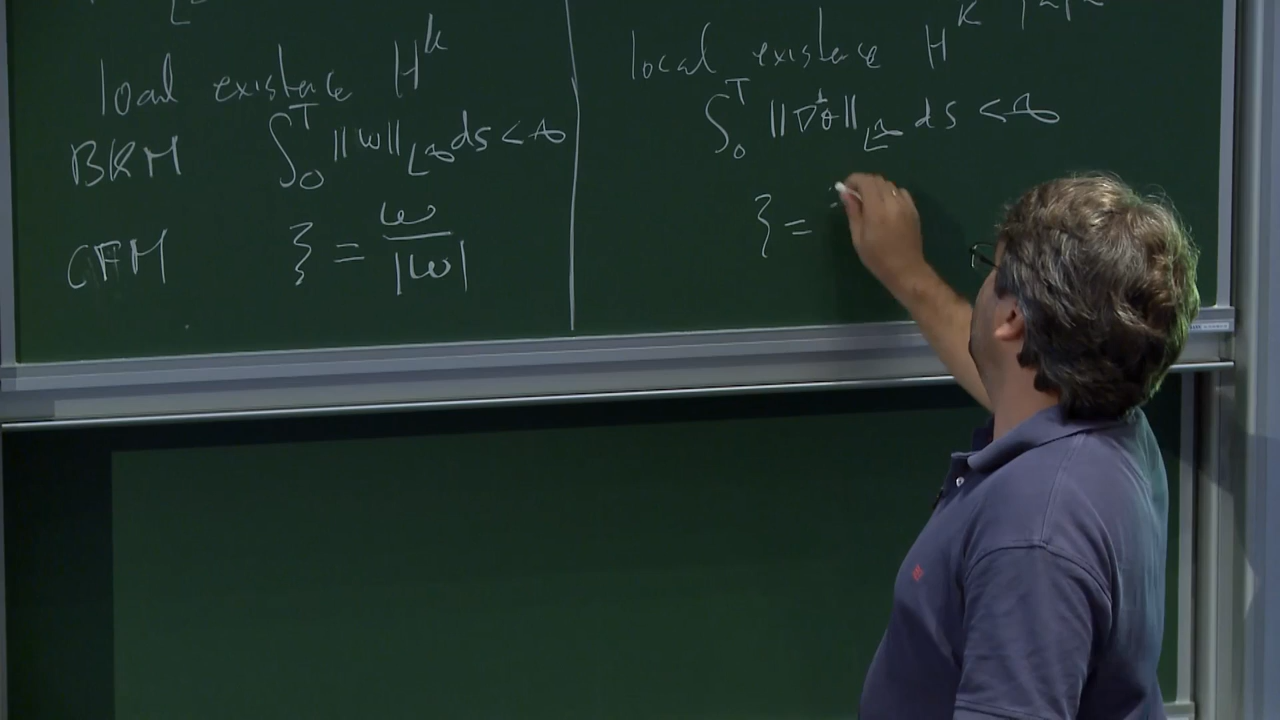 local existence H^k
BKM ∫_0^T ||ω||_{L^∞} ds < ∞
CFM ξ = ω / |ω|
local existence H^k
∫_0^T ||∇^⊥θ||_{L^∞} ds < ∞
ξ =